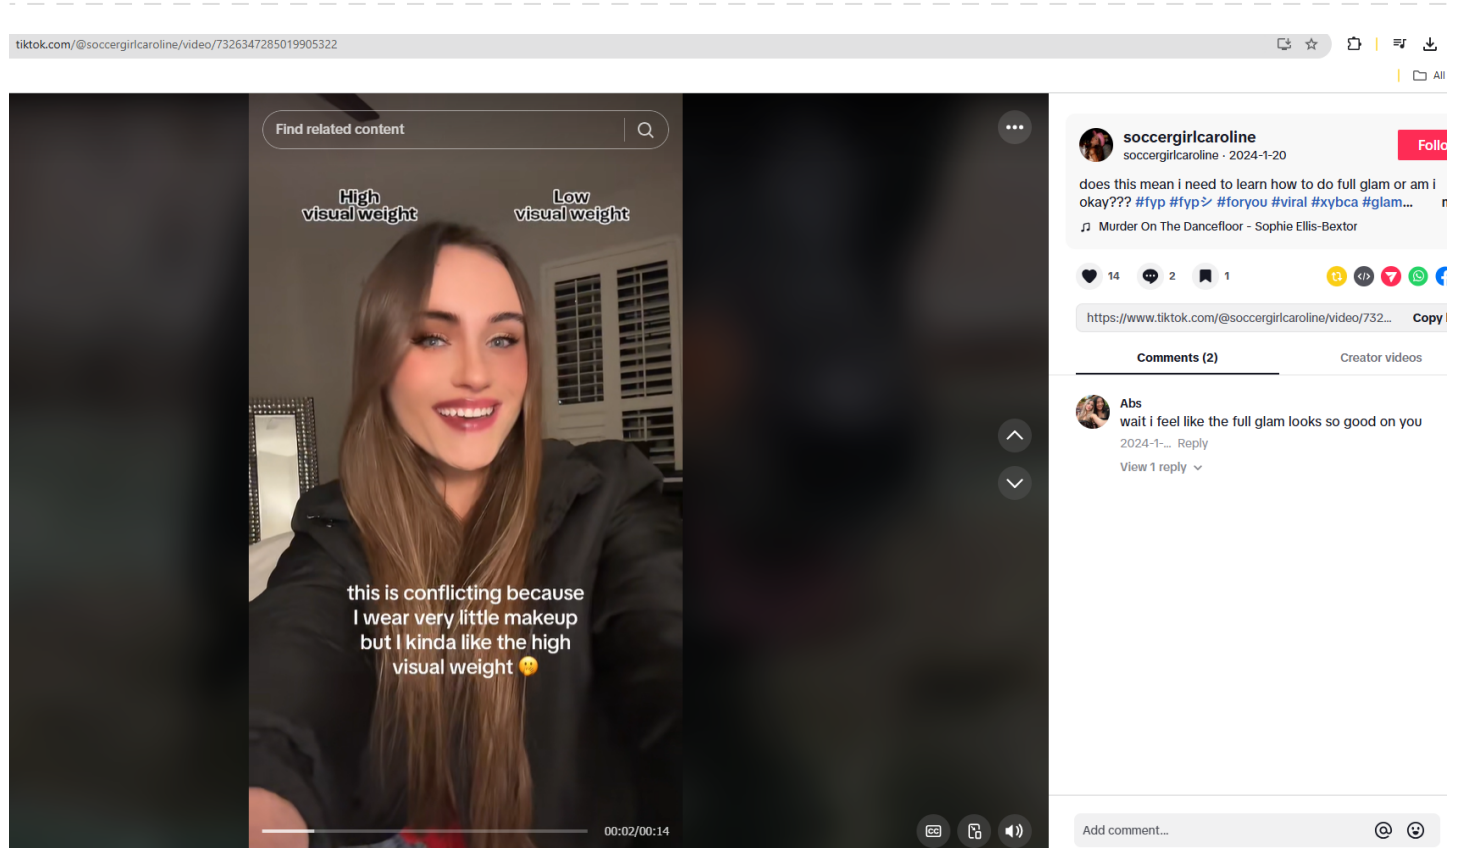 tiktok.com/@soccergirlcaroline/video/7326347285019905322
All
Find related content
High
visual weight
Low
visual weight
this is conflicting because
I wear very little makeup
but I kinda like the high
visual weight 🤭
00:02/00:14
soccergirlcaroline
soccergirlcaroline · 2024-1-20
Follo
does this mean i need to learn how to do full glam or am i
okay??? #fyp #fypシ #foryou #viral #xybca #glam...
Murder On The Dancefloor - Sophie Ellis-Bextor
14
2
1
https://www.tiktok.com/@soccergirlcaroline/video/732...
Copy
Comments (2)
Creator videos
Abs
wait i feel like the full glam looks so good on you
2024-1-... Reply
View 1 reply
Add comment...